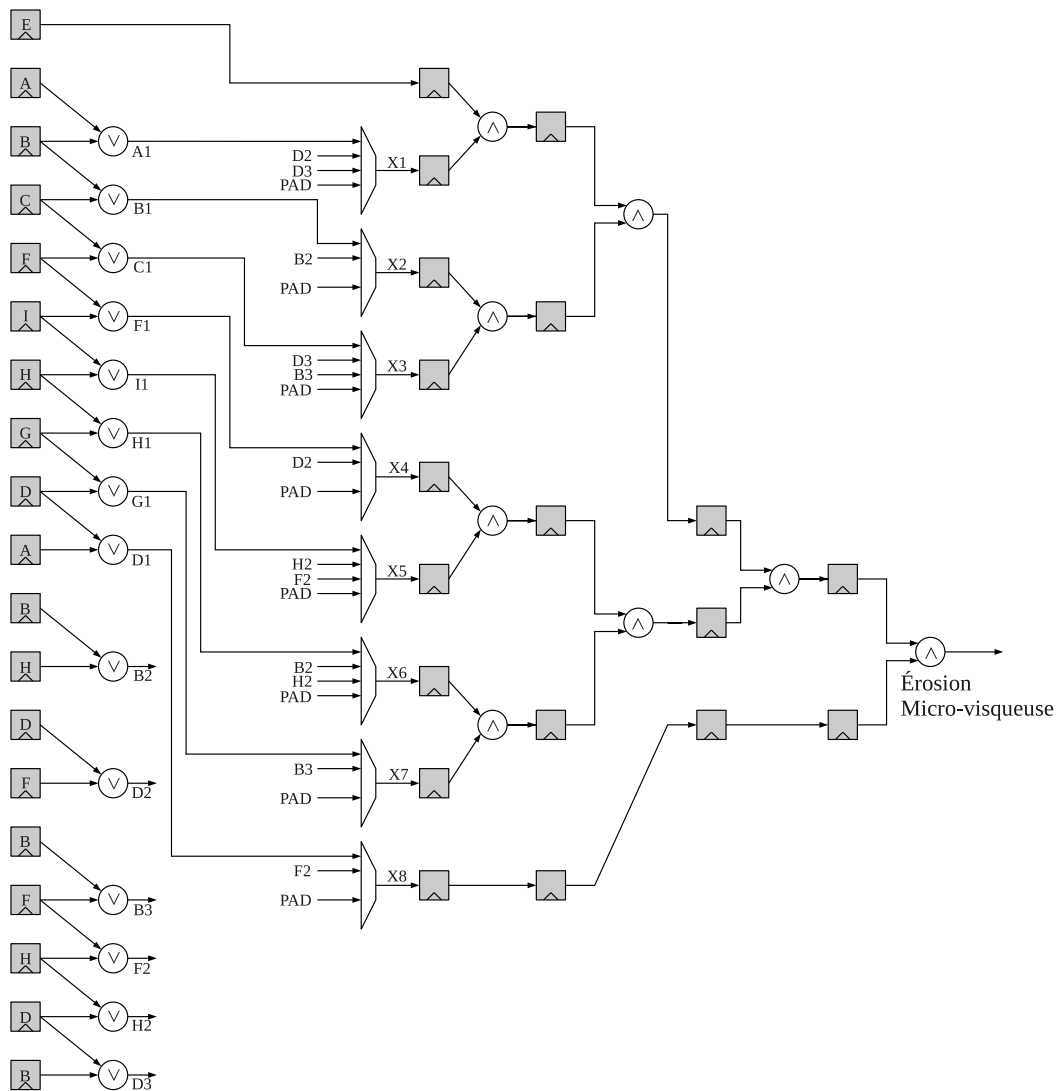 E
A
∨
A1
B
∨
B1
C
∨
C1
F
∨
F1
I
∨
I1
H
∨
H1
G
∨
G1
D
∨
D1
A
B
H
∨
B2
D
F
∨
D2
B
F
∨
B3
H
∨
F2
D
∨
H2
B
∨
D3
D2
D3
PAD
X1
B2
PAD
X2
D3
B3
PAD
X3
D2
PAD
X4
H2
F2
PAD
X5
B2
H2
PAD
X6
B3
PAD
X7
F2
PAD
X8
∧
∧
∧
∧
∧
∧
∧
∧
Érosion
Micro-visqueuse